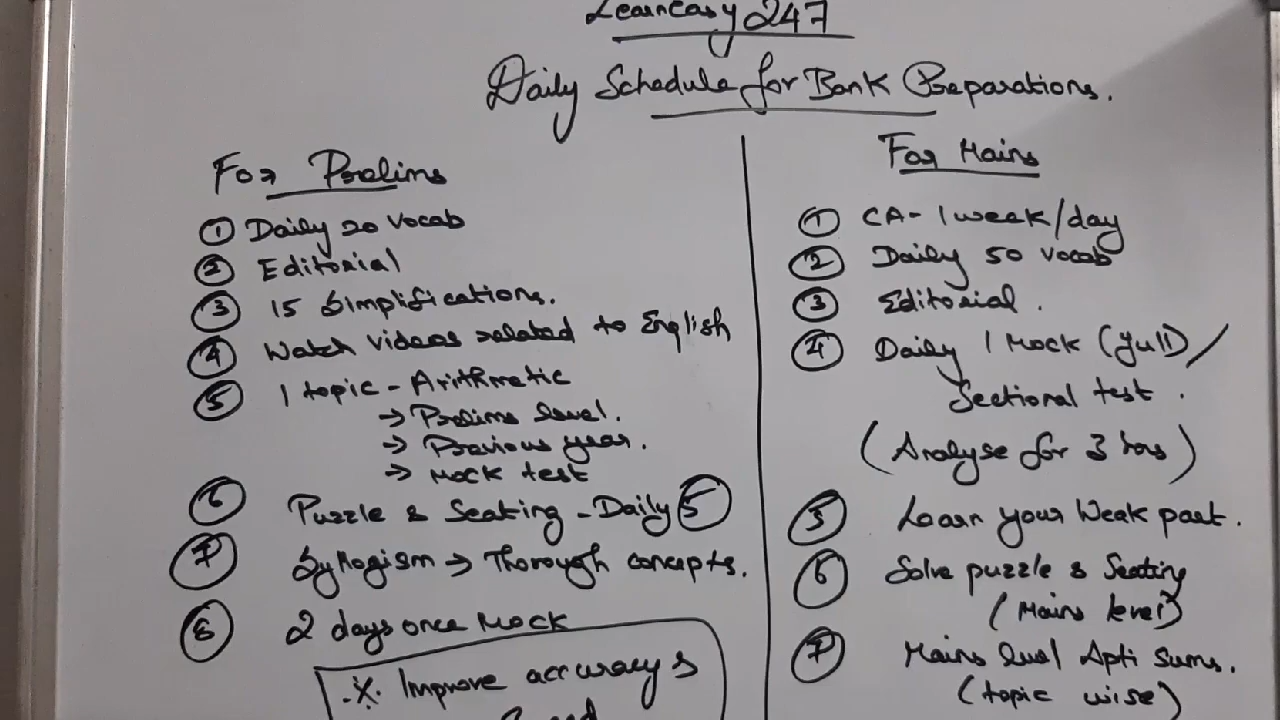 LearnEasy 247
Daily Schedule for Bank Preparations.
For Prelims
① Daily 20 Vocab
② Editorial
③ 15 Simplifications.
④ Watch videos related to English
⑤ 1 topic - Arithmetic
→ Prelims level.
→ Previous year.
→ Mock test
⑥ Puzzle & Seating - Daily ⑤
⑦ Syllogism → Thorough concepts.
⑧ 2 days once Mock
※ Improve accuracy &
For Mains
① CA - 1 week/day
② Daily 50 vocab
③ Editorial.
④ Daily 1 Mock (full) /
Sectional test.
(Analyse for 3 hrs)
⑤ Learn your Weak part.
⑥ Solve puzzle & Seating
(Mains level)
⑦ Mains level Apti sums.
(topic wise)